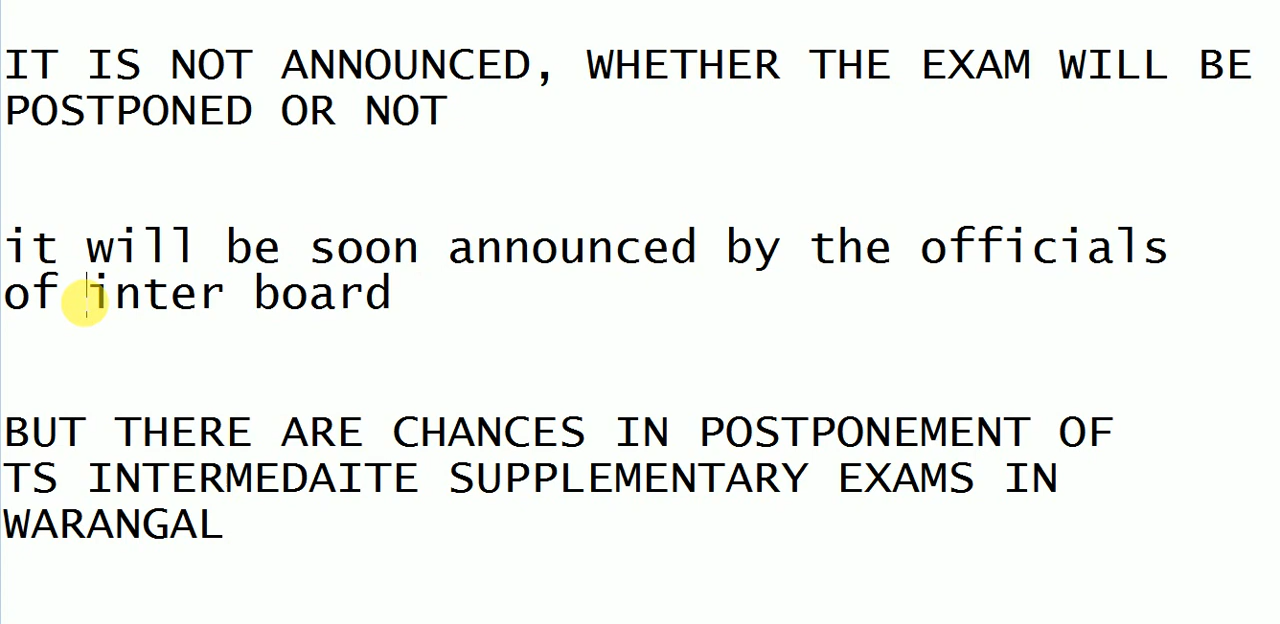 IT IS NOT ANNOUNCED, WHETHER THE EXAM WILL BE
POSTPONED OR NOT
it will be soon announced by the officials
of inter board
BUT THERE ARE CHANCES IN POSTPONEMENT OF
TS INTERMEDAITE SUPPLEMENTARY EXAMS IN
WARANGAL